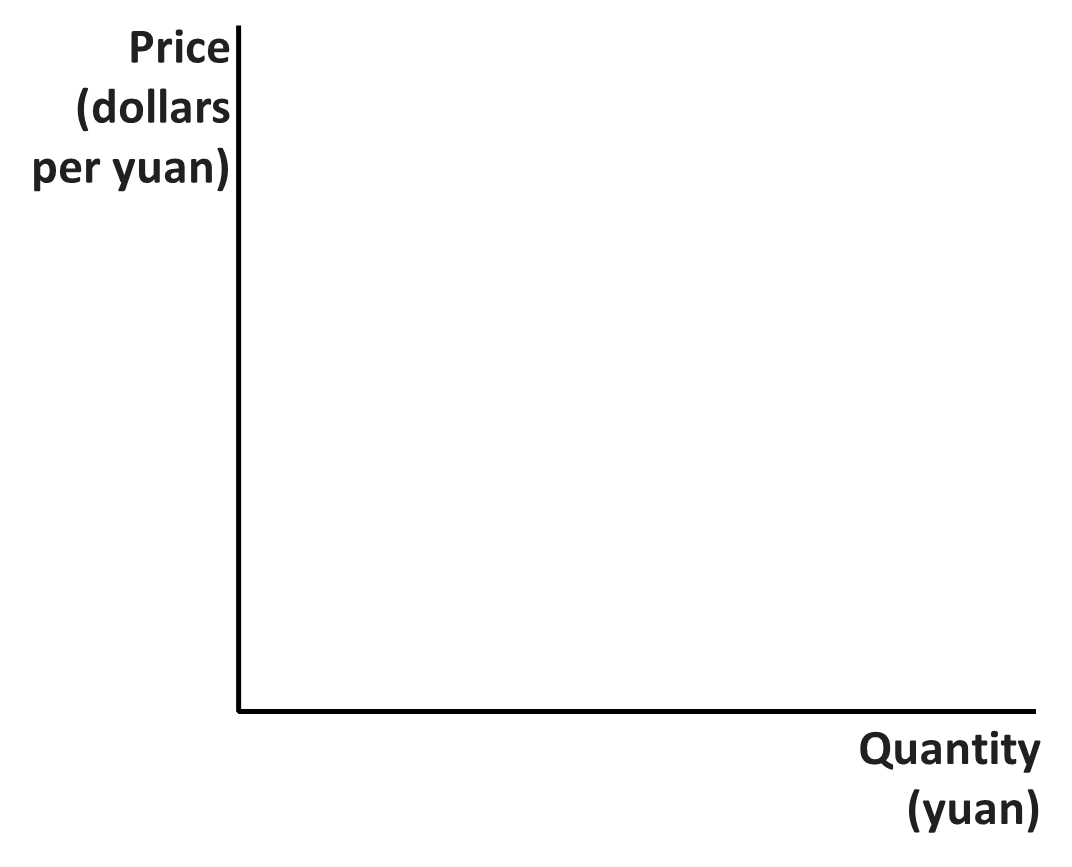 Price
(dollars
per yuan)
Quantity
(yuan)